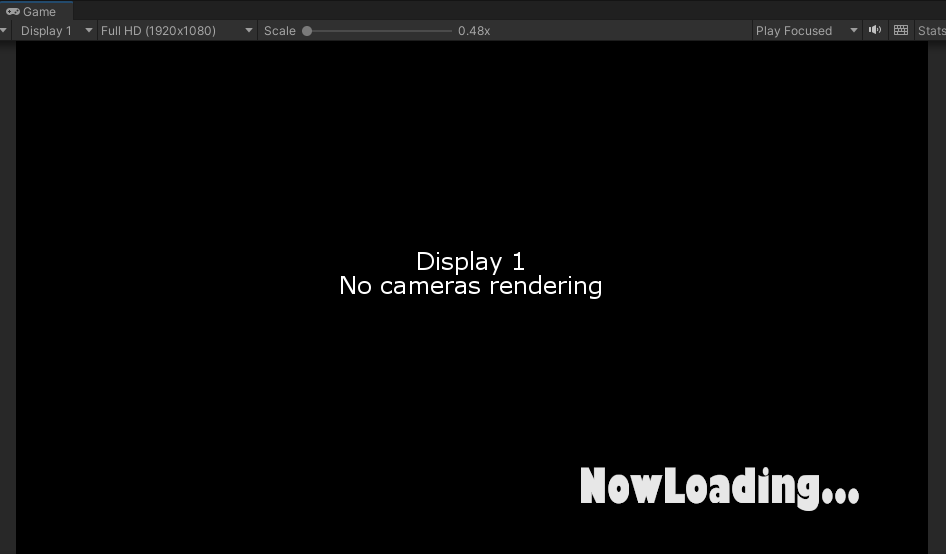 Game
Display 1 Full HD (1920x1080) Scale 0.48x Play Focused Stats
Display 1
No cameras rendering
NowLoading...